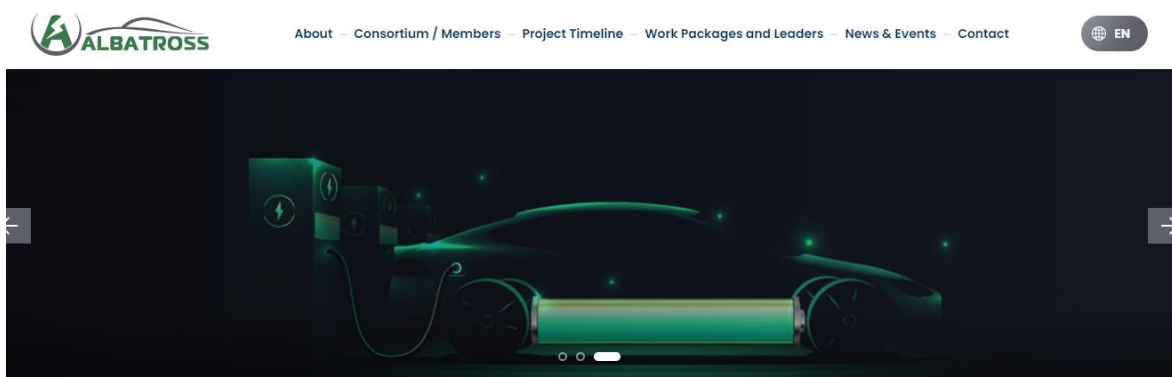 ALBATROSS
About – Consortium / Members – Project Timeline – Work Packages and Leaders – News & Events – Contact
EN